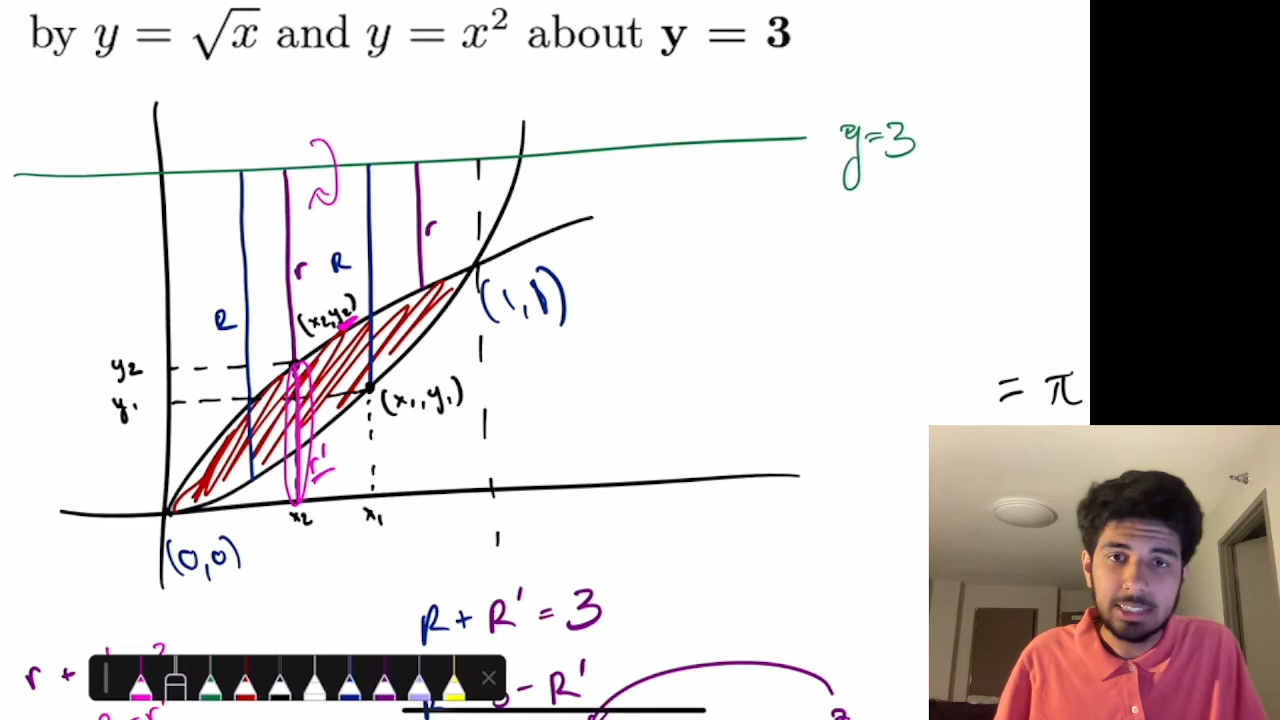 by y = √x and y = x² about y = 3
y=3
r
r R
R
(x₂,y₂)
(1,1)
y₂
y₁
(x₁,y₁)
= π
r'
x₂ x₁
(0,0)
R + R' = 3
r +
- R'